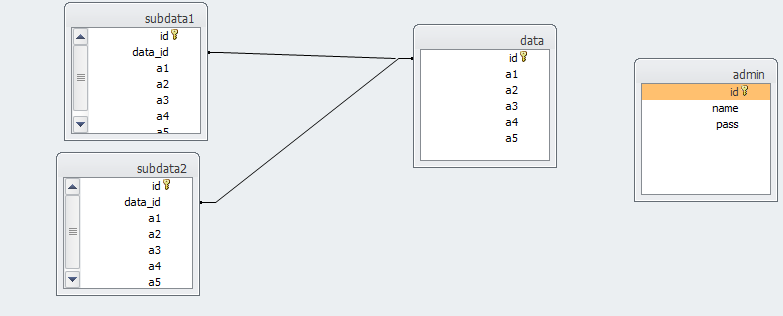 subdata1
id
data_id
a1
a2
a3
a4
a5
data
id
a1
a2
a3
a4
a5
admin
id
name
pass
subdata2
id
data_id
a1
a2
a3
a4
a5